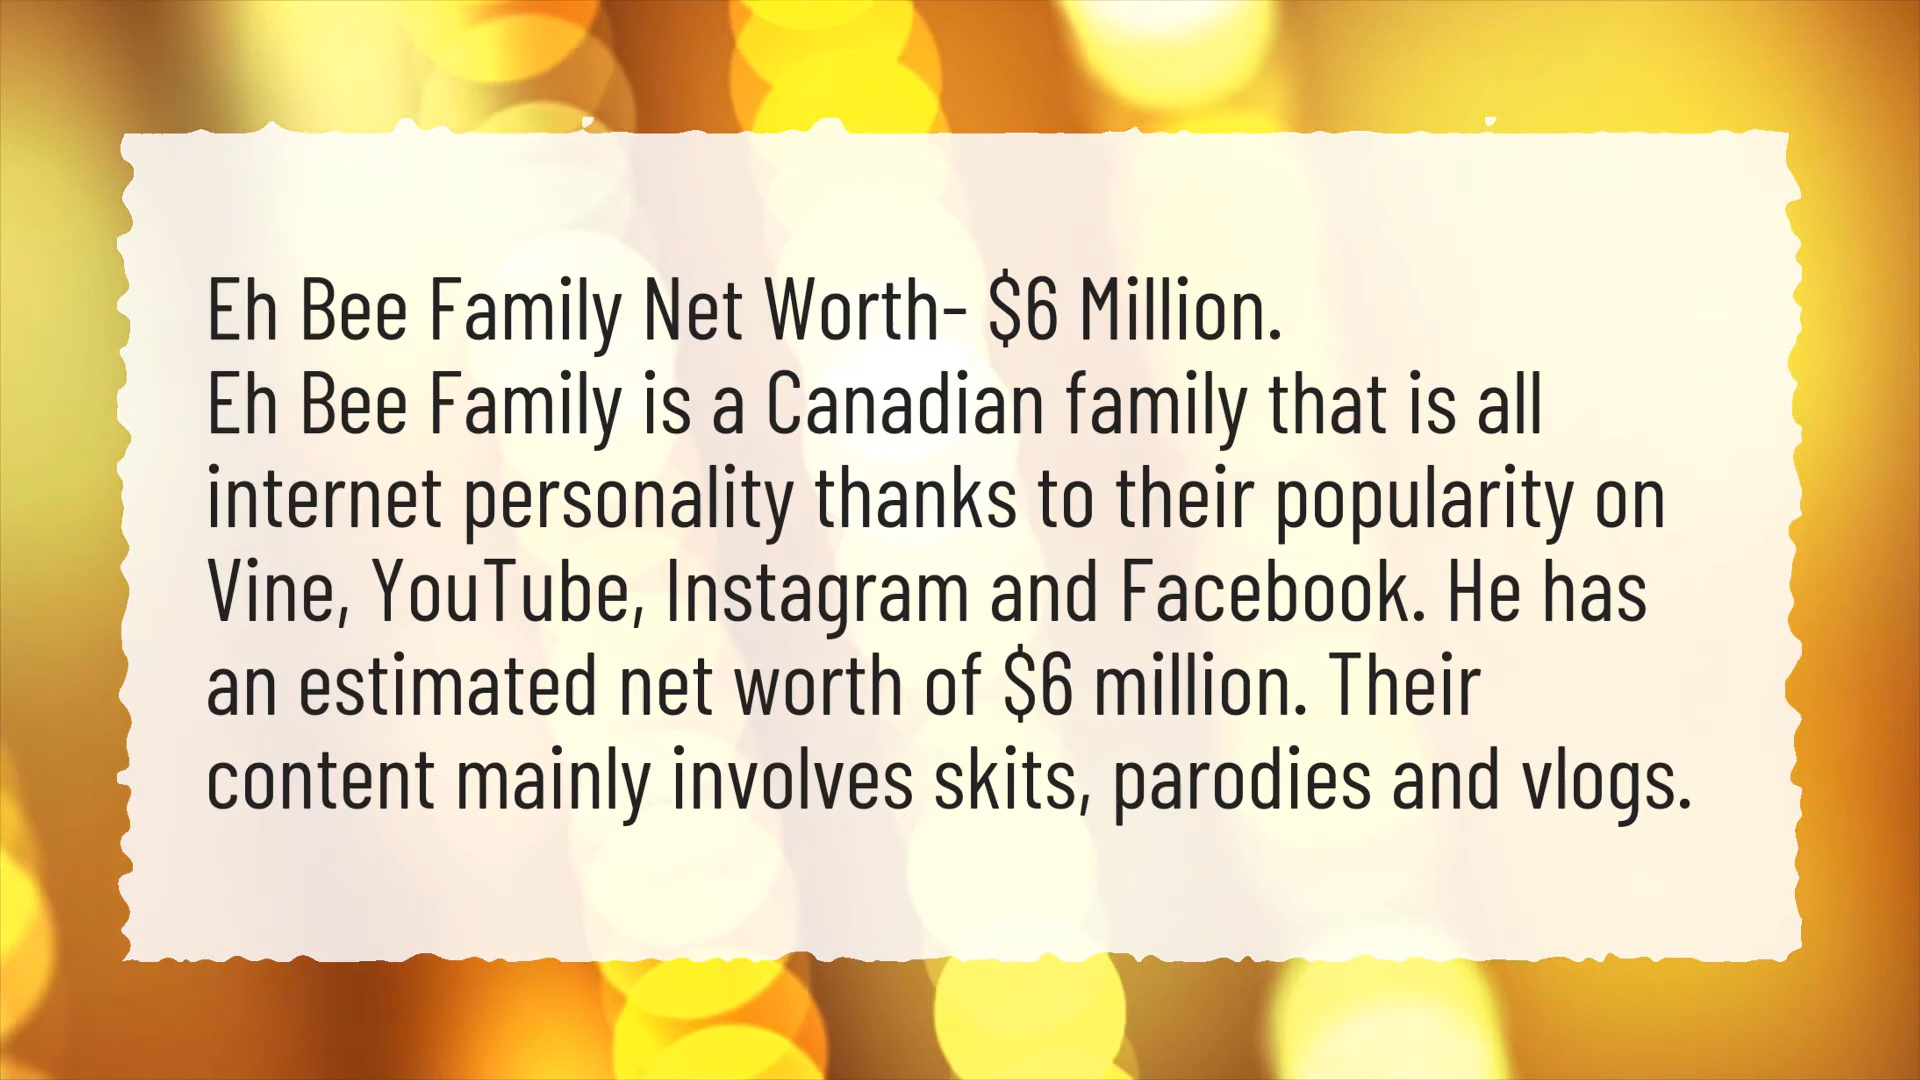 Eh Bee Family Net Worth- $6 Million.
Eh Bee Family is a Canadian family that is all
internet personality thanks to their popularity on
Vine, YouTube, Instagram and Facebook. He has
an estimated net worth of $6 million. Their
content mainly involves skits, parodies and vlogs.